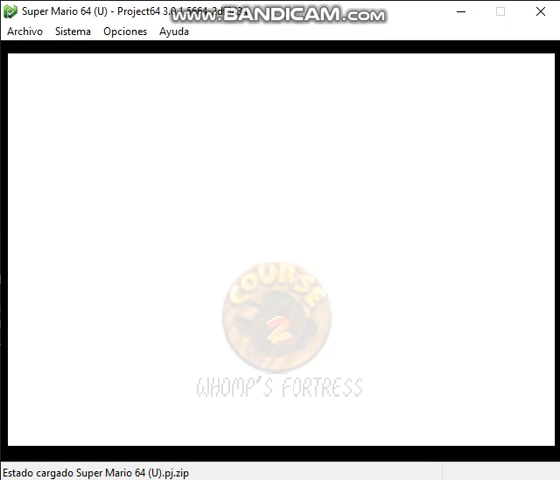 Super Mario 64 (U) - Project64 3.0.1.5664
www.BANDICAM.com
Archivo Sistema Opciones Ayuda
COURSE
2
WHOMP'S FORTRESS
Estado cargado Super Mario 64 (U).pj.zip